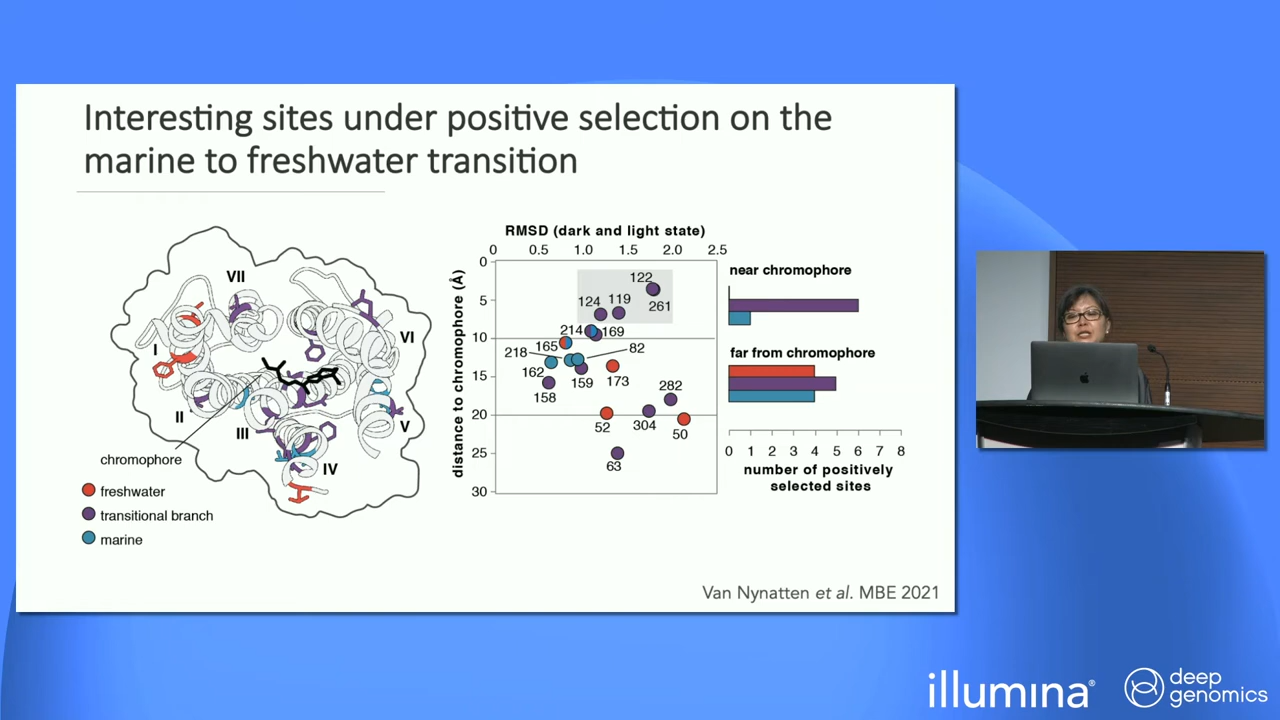 Interesting sites under positive selection on the
marine to freshwater transition
VII
VI
I
II
III
V
IV
chromophore
freshwater
transitional branch
marine
RMSD (dark and light state)
0 0.5 1.0 1.5 2.0 2.5
distance to chromophore (Å)
0
5
10
15
20
25
30
122
261
124 119
214 169
165
218 82
162
159 173
158
282
52 304 50
63
near chromophore
far from chromophore
0 1 2 3 4 5 6 7 8
number of positively
selected sites
Van Nynatten et al. MBE 2021
illumina®
deep
genomics